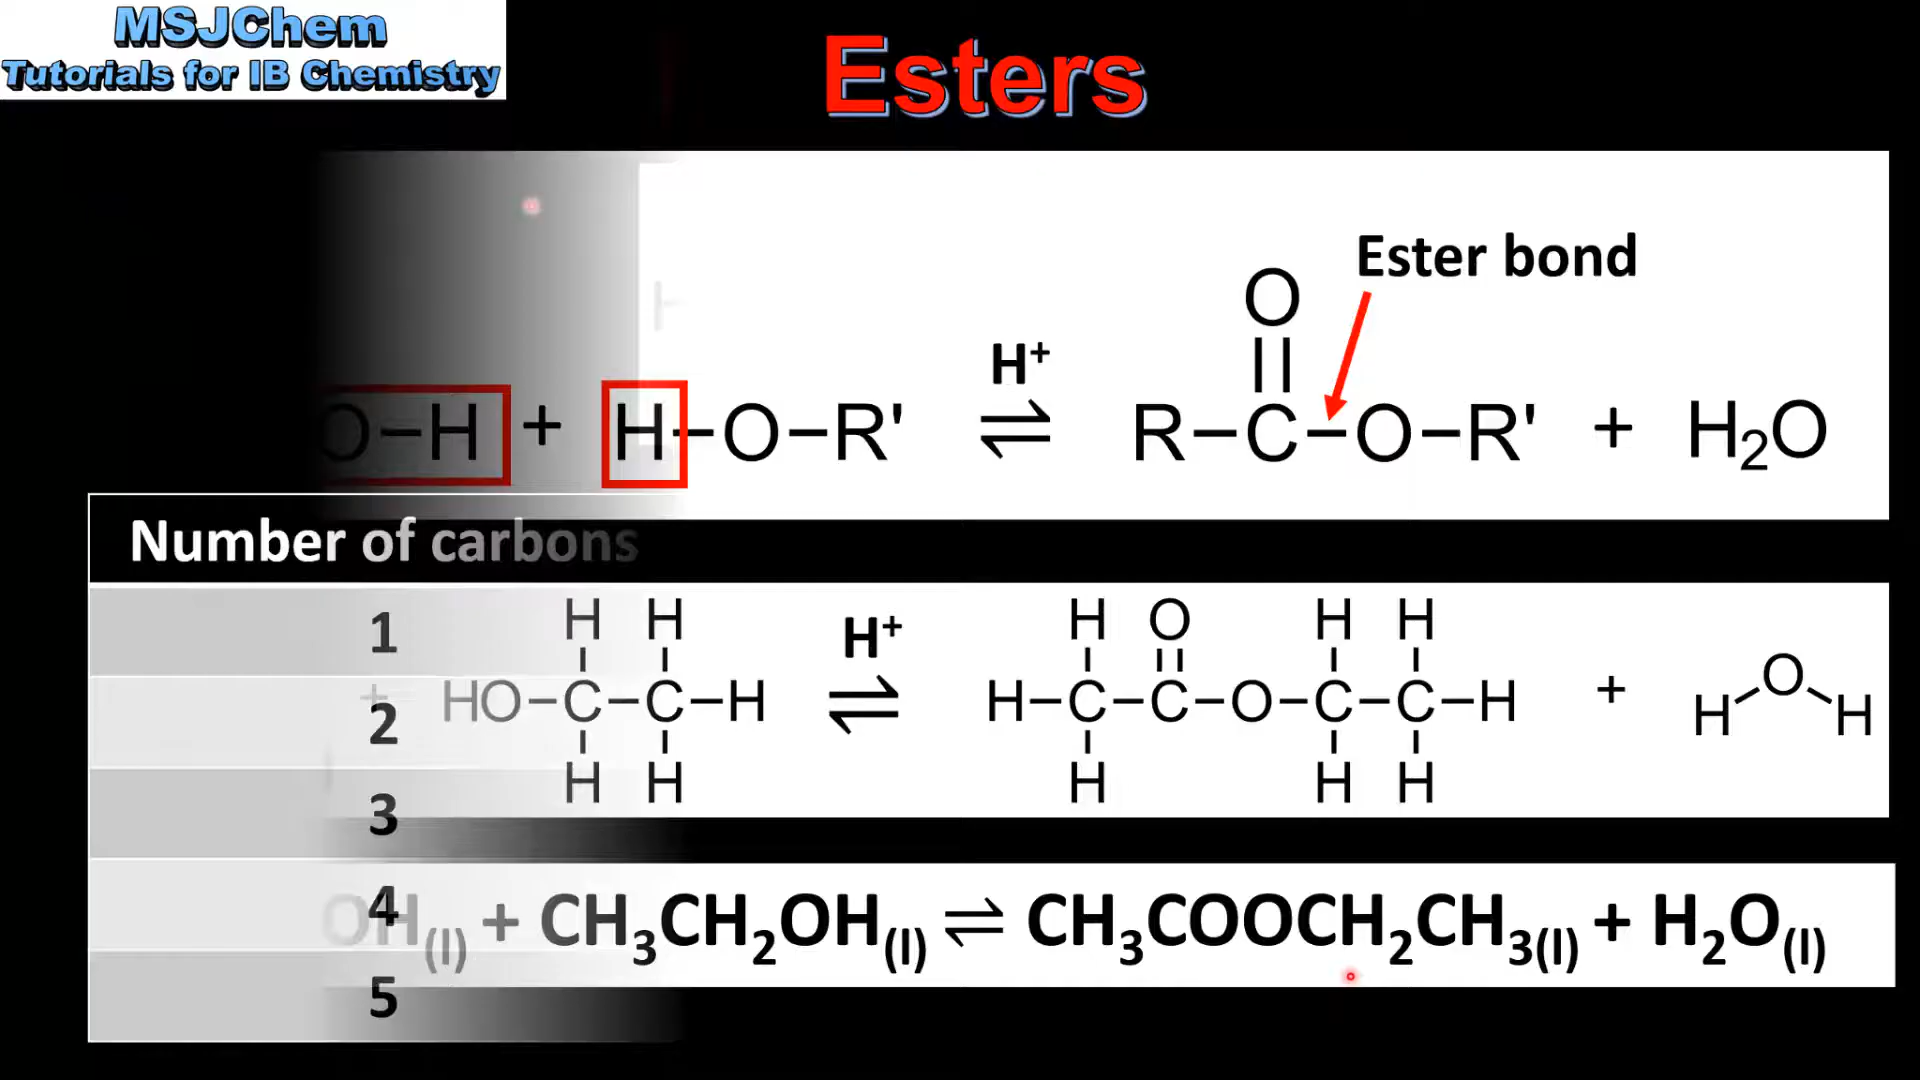 MSJChem
Tutorials for IB Chemistry
Esters
Ester bond
O
H⁺
O–H + H–O–R' ⇌ R–C–O–R' + H₂O
Number of carbons
1
2
3
4
5
H H H⁺ H O H H
+ HO–C–C–H ⇌ H–C–C–O–C–C–H + H O H
H H H H H
OH₍l₎ + CH₃CH₂OH₍l₎ ⇌ CH₃COOCH₂CH₃₍l₎ + H₂O₍l₎